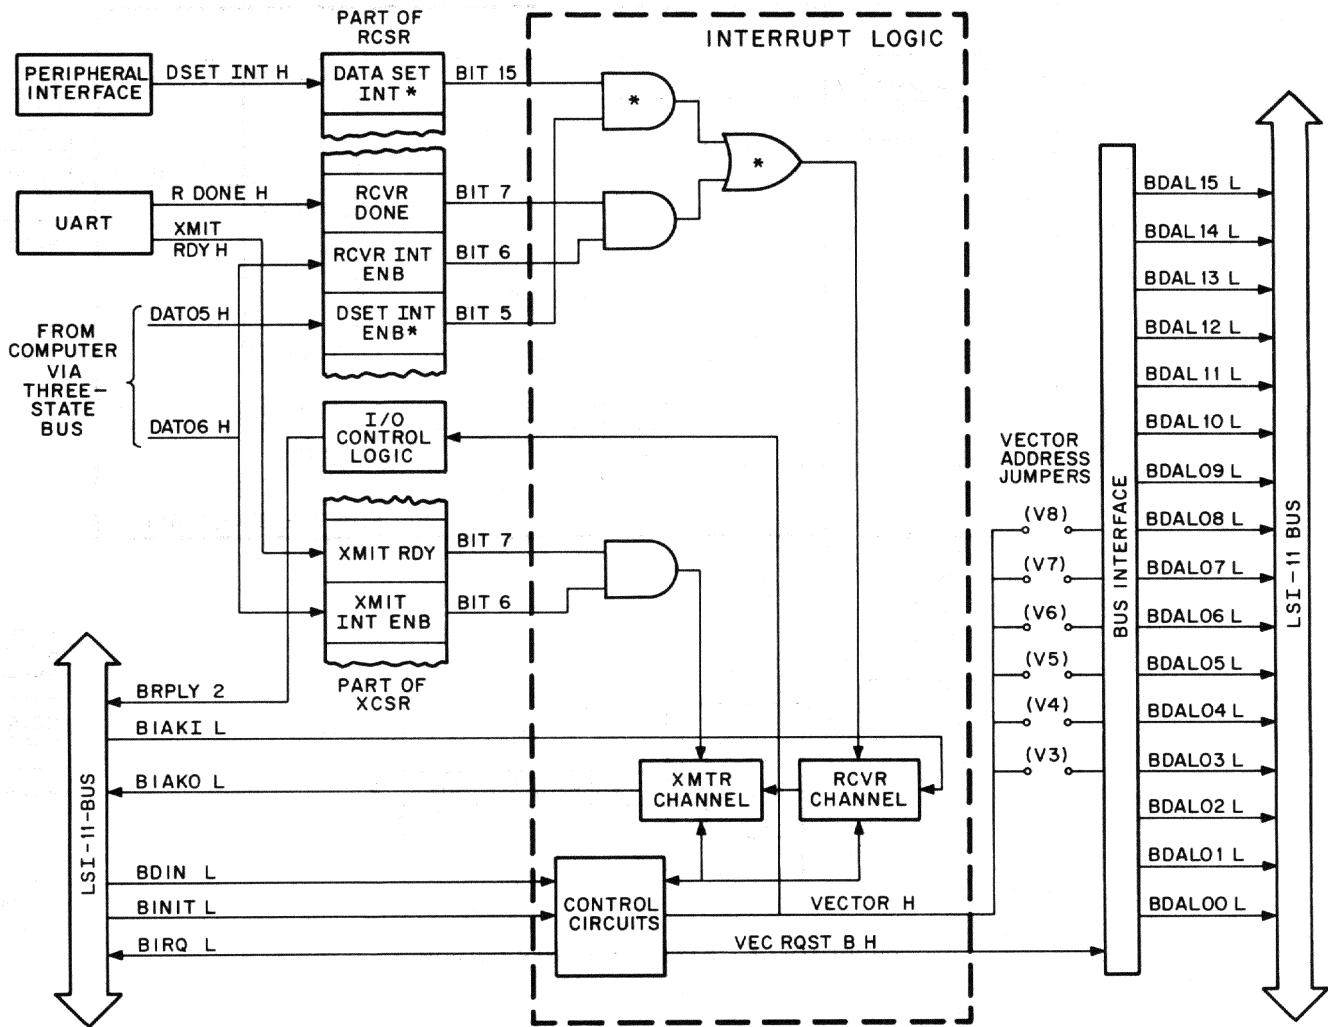 PART OF
RCSR
INTERRUPT LOGIC
PERIPHERAL
INTERFACE
DSET INT H
DATA SET
INT *
BIT 15
*
*
UART
R DONE H
XMIT
RDY H
RCVR
DONE
BIT 7
RCVR INT
ENB
BIT 6
DSET INT
ENB*
BIT 5
FROM
COMPUTER
VIA
THREE-
STATE
BUS
DAT05 H
DAT06 H
I/O
CONTROL
LOGIC
XMIT RDY
BIT 7
XMIT
INT ENB
BIT 6
PART OF
XCSR
LSI-11-BUS
BRPLY 2
BIAKI L
BIAKO L
BDIN L
BINIT L
BIRQ L
XMTR
CHANNEL
RCVR
CHANNEL
CONTROL
CIRCUITS
VECTOR H
VEC RQST B H
VECTOR
ADDRESS
JUMPERS
(V8)
(V7)
(V6)
(V5)
(V4)
(V3)
BUS INTERFACE
BDAL15 L
BDAL14 L
BDAL13 L
BDAL12 L
BDAL11 L
BDAL10 L
BDAL09 L
BDAL08 L
BDAL07 L
BDAL06 L
BDAL05 L
BDAL04 L
BDAL03 L
BDAL02 L
BDAL01 L
BDAL00 L
LSI-11 BUS